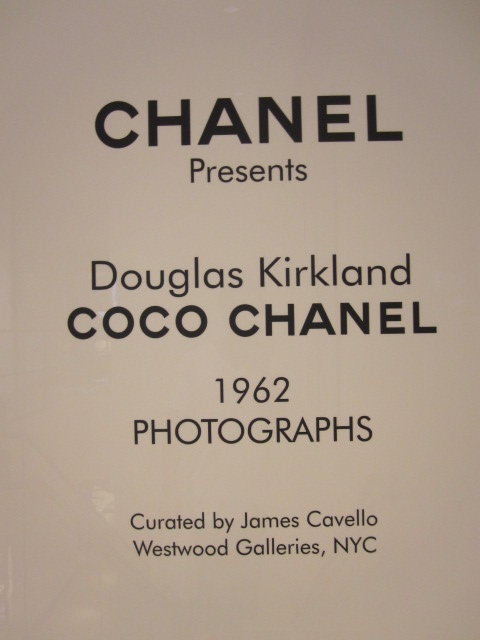 CHANEL
Presents
Douglas Kirkland
COCO CHANEL
1962
PHOTOGRAPHS
Curated by James Cavello
Westwood Galleries, NYC